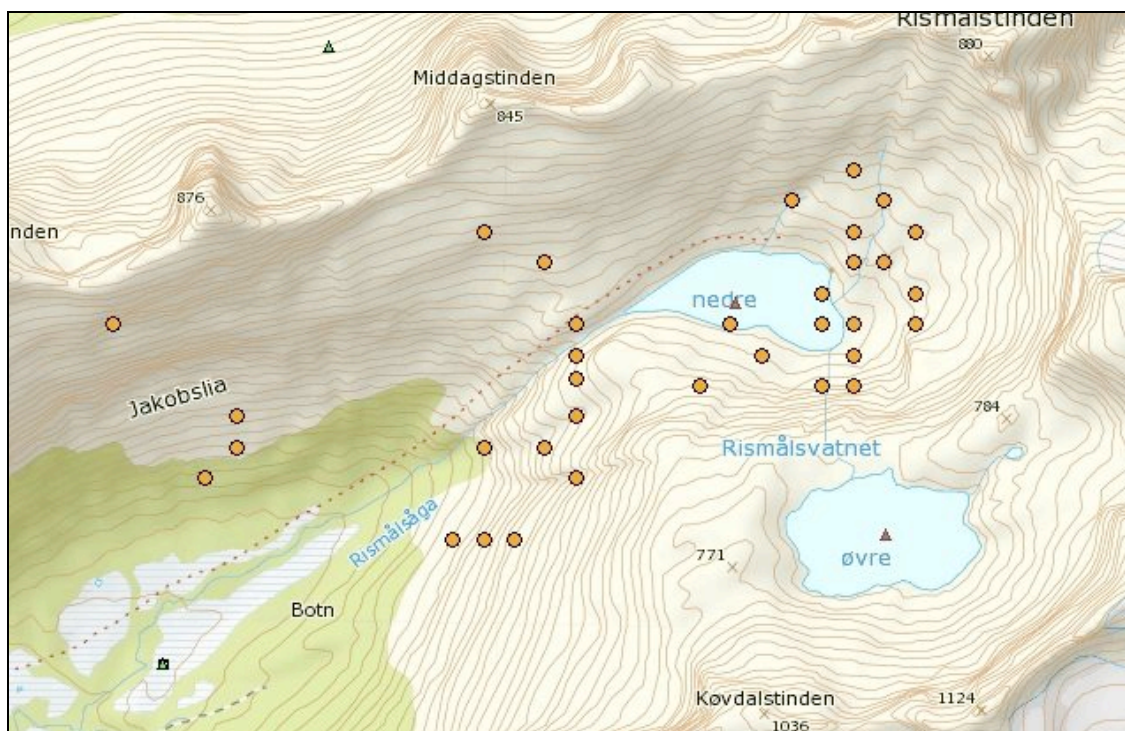 Rismålstinden
880
Middagstinden
845
876
nden
nedre
Jakobslia
784
Rismålsvatnet
Rismålsåga
771
øvre
Botn
Køvdalstinden
1124
1036